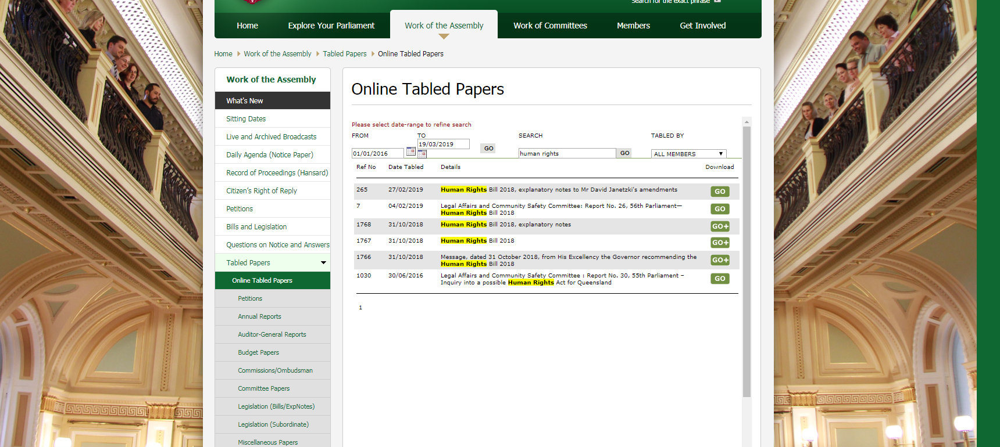 Search for the exact phrase
Home
Explore Your Parliament
Work of the Assembly
Work of Committees
Members
Get Involved
Home
Work of the Assembly
Tabled Papers
Online Tabled Papers
Work of the Assembly
What's New
Sitting Dates
Live and Archived Broadcasts
Daily Agenda (Notice Paper)
Record of Proceedings (Hansard)
Citizen's Right of Reply
Petitions
Bills and Legislation
Questions on Notice and Answers
Tabled Papers
Online Tabled Papers
Petitions
Annual Reports
Auditor-General Reports
Budget Papers
Commissions/Ombudsman
Committee Papers
Legislation (Bills/ExpNotes)
Legislation (Subordinate)
Miscellaneous Papers
Online Tabled Papers
Please select date-range to refine search
FROM TO SEARCH TABLED BY
01/01/2016 19/03/2019 GO human rights GO ALL MEMBERS
Ref No Date Tabled Details Download
265 27/02/2019 Human Rights Bill 2018, explanatory notes to Mr David Janetzki's amendments GO
7 04/02/2019 Legal Affairs and Community Safety Committee: Report No. 26, 56th Parliament—
Human Rights Bill 2018 GO
1768 31/10/2018 Human Rights Bill 2018, explanatory notes GO+
1767 31/10/2018 Human Rights Bill 2018 GO+
1766 31/10/2018 Message, dated 31 October 2018, from His Excellency the Governor recommending the
Human Rights Bill 2018 GO+
1030 30/06/2016 Legal Affairs and Community Safety Committee : Report No. 30, 55th Parliament –
Inquiry into a possible Human Rights Act for Queensland GO
1